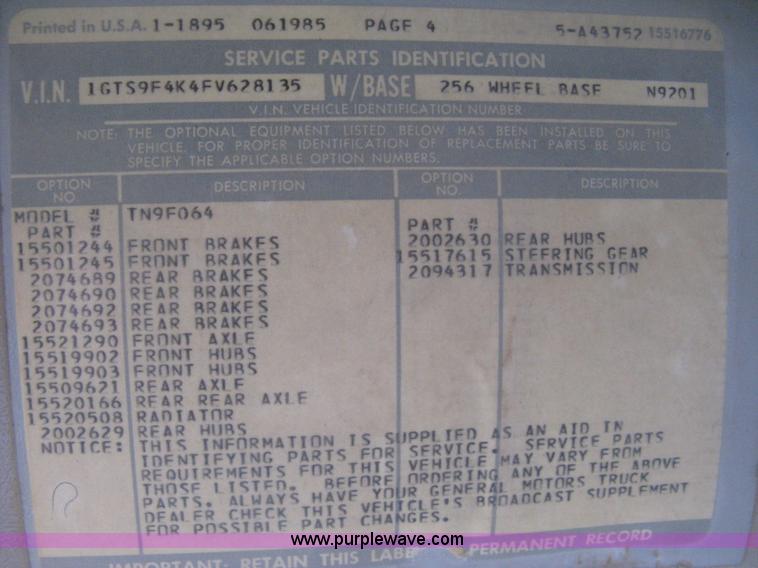 Printed in U.S.A. 1-1895 061985 PAGE 4 5-A43752 15516776
SERVICE PARTS IDENTIFICATION
V.I.N. 1GTS9F4K4FV628135 W/BASE 256 WHEEL BASE N9201
V.I.N. VEHICLE IDENTIFICATION NUMBER
NOTE: THE OPTIONAL EQUIPMENT LISTED BELOW HAS BEEN INSTALLED ON THIS
VEHICLE. FOR PROPER IDENTIFICATION OF REPLACEMENT PARTS BE SURE TO
SPECIFY THE APPLICABLE OPTION NUMBERS.
OPTION NO. DESCRIPTION OPTION NO. DESCRIPTION
MODEL # TN9F064
PART # PART #
15501244 FRONT BRAKES 2002630 REAR HUBS
15501245 FRONT BRAKES 15517615 STEERING GEAR
2074689 REAR BRAKES 2094317 TRANSMISSION
2074690 REAR BRAKES
2074692 REAR BRAKES
2074693 REAR BRAKES
15521290 FRONT AXLE
15519902 FRONT HUBS
15519903 FRONT HUBS
15509621 REAR AXLE
15520166 REAR REAR AXLE
15520508 RADIATOR
2002629 REAR HUBS
NOTICE: THIS INFORMATION IS SUPPLIED AS AN AID IN
IDENTIFYING PARTS FOR SERVICE. SERVICE PARTS
REQUIREMENTS FOR THIS VEHICLE MAY VARY FROM
THOSE LISTED. BEFORE ORDERING ANY OF THE ABOVE
PARTS. ALWAYS HAVE YOUR GENERAL MOTORS TRUCK
DEALER CHECK THIS VEHICLE'S BROADCAST SUPPLEMENT
FOR POSSIBLE PART CHANGES.
IMPORTANT: RETAIN THIS LABEL PERMANENT RECORD
www.purplewave.com